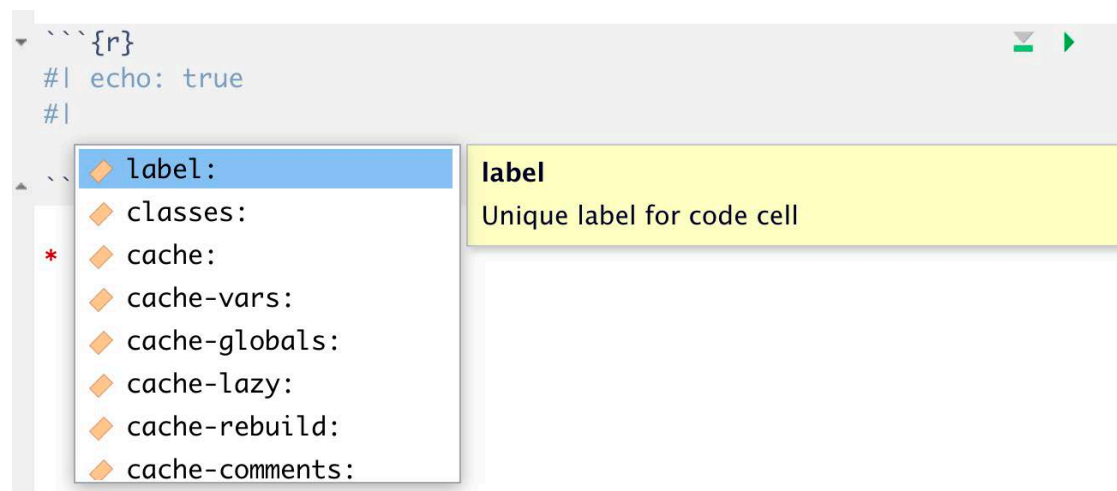 ```{r}
#| echo: true
#|
label:
label
``
classes:
Unique label for code cell
* cache:
cache-vars:
cache-globals:
cache-lazy:
cache-rebuild:
cache-comments: